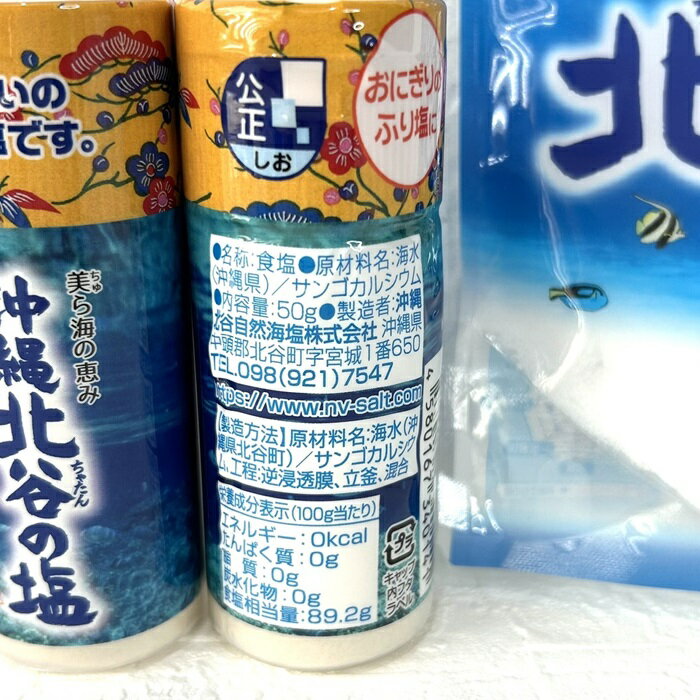 いの
塩です。
美ら海の恵み
ちゅ
沖縄北谷の塩
ちゃたん
公正
しお
おにぎりの
ふり塩に
●名称:食塩●原材料名:海水
(沖縄県)/サンゴカルシウム
●内容量:50g●製造者:沖縄
北谷自然海塩株式会社 沖縄県
中頭郡北谷町字宮城1番650
TEL.098(921)7547
https://www.nv-salt.com
【製造方法】原材料名:海水(沖
縄県北谷町)/サンゴカルシウ
ム、工程:逆浸透膜、立釜、混合
栄養成分表示(100g当たり)
エネルギー:0kcal
たんぱく質:0g
脂質:0g
炭水化物:0g
食塩相当量:89.2g
プラ
キャップ
内フタ
ラベル
4 580167 340
北